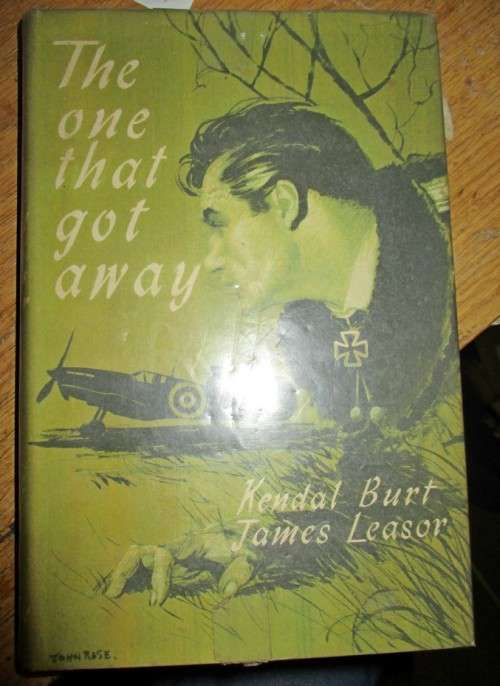 The
one
that
got
away
Kendal Burt
James Leasor
JOHN ROSE.